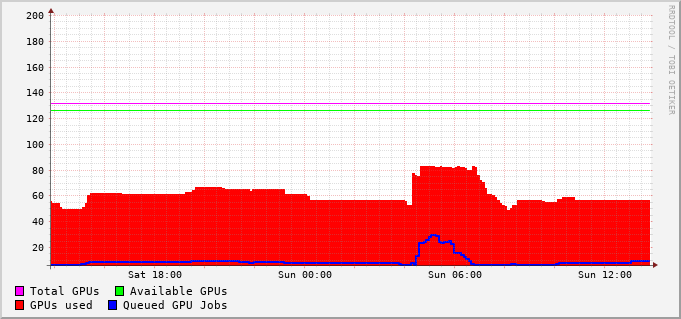 200
180
160
140
120
100
80
60
40
20
Sat 18:00 Sun 00:00 Sun 06:00 Sun 12:00
Total GPUs Available GPUs
GPUs used Queued GPU Jobs
RRDTOOL / TOBI OETIKER